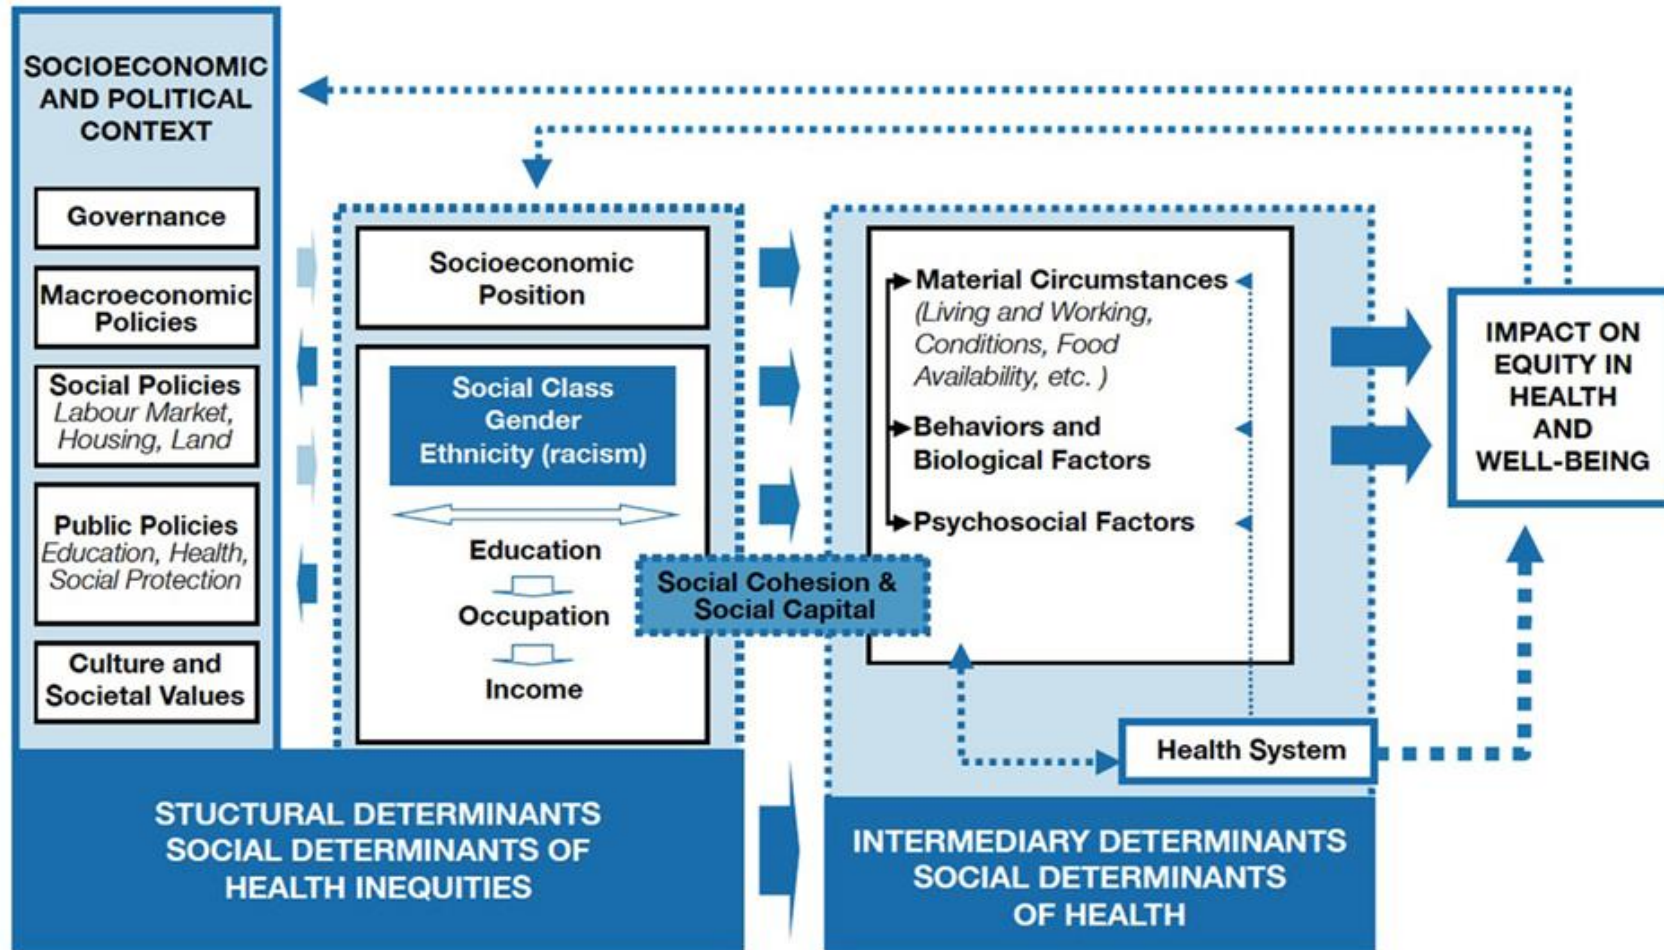 SOCIOECONOMIC
AND POLITICAL
CONTEXT
Governance
Macroeconomic
Policies
Social Policies
Labour Market,
Housing, Land
Public Policies
Education, Health,
Social Protection
Culture and
Societal Values
Socioeconomic
Position
Social Class
Gender
Ethnicity (racism)
Education
Occupation
Income
Social Cohesion &
Social Capital
Material Circumstances
(Living and Working,
Conditions, Food
Availability, etc. )
Behaviors and
Biological Factors
Psychosocial Factors
Health System
IMPACT ON
EQUITY IN
HEALTH
AND
WELL-BEING
STUCTURAL DETERMINANTS
SOCIAL DETERMINANTS OF
HEALTH INEQUITIES
INTERMEDIARY DETERMINANTS
SOCIAL DETERMINANTS
OF HEALTH